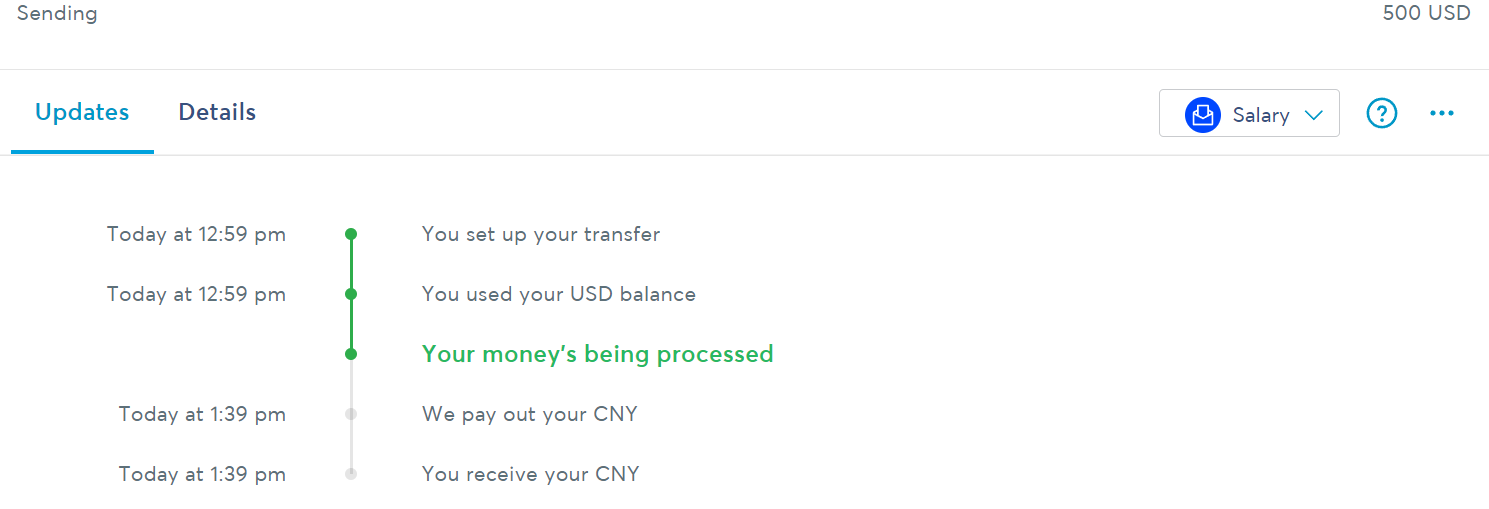 Sending 500 USD
Updates Details Salary ?
Today at 12:59 pm You set up your transfer
Today at 12:59 pm You used your USD balance
Your money's being processed
Today at 1:39 pm We pay out your CNY
Today at 1:39 pm You receive your CNY